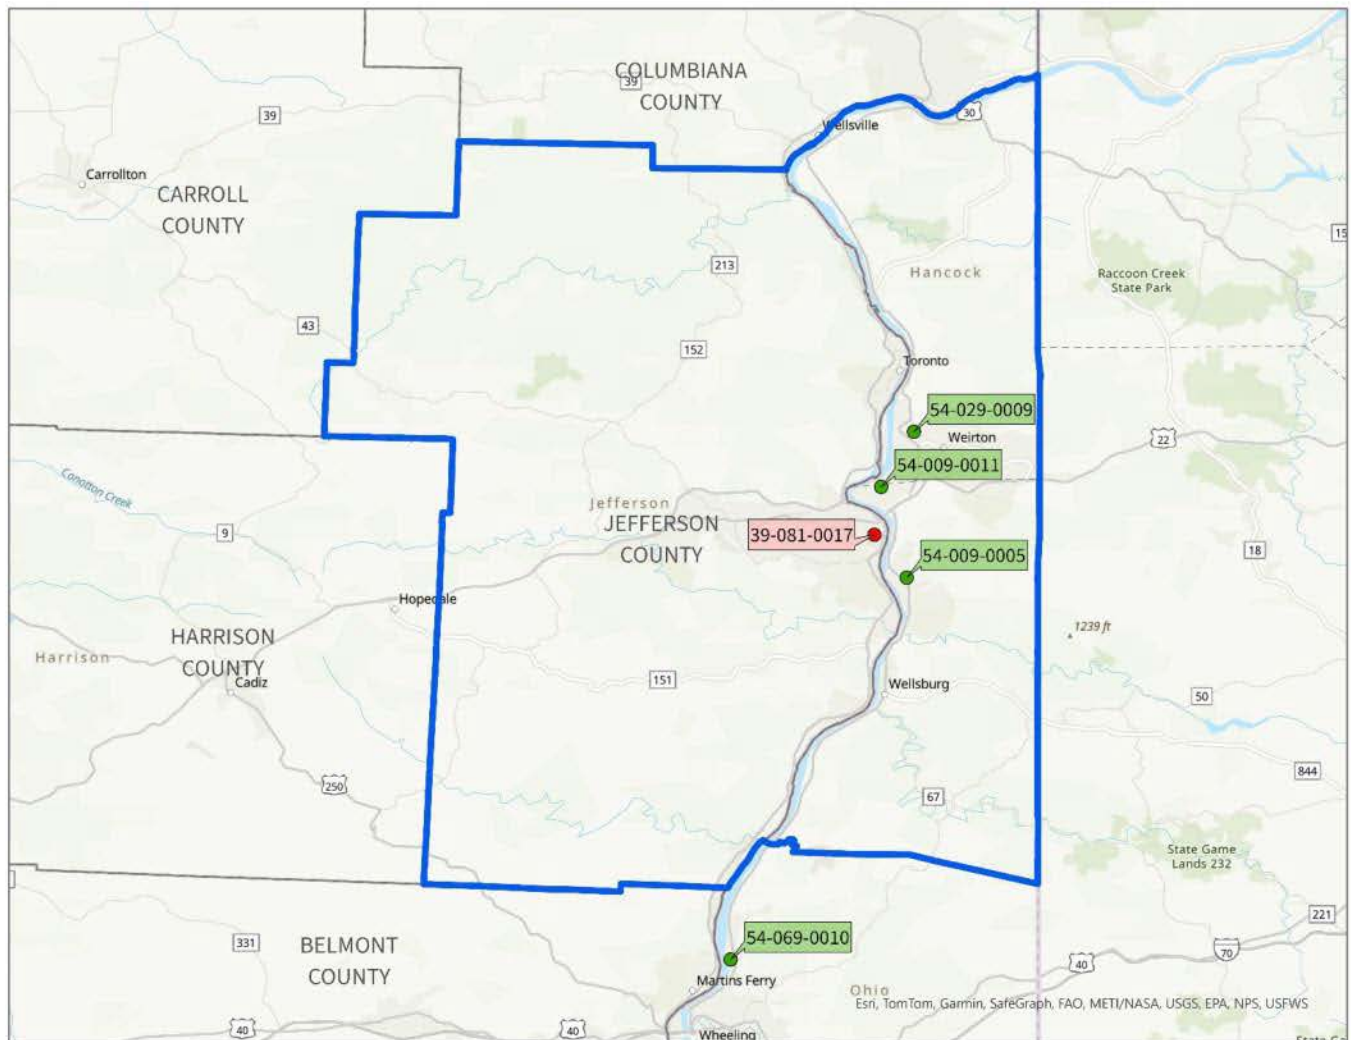 COLUMBIANA
COUNTY
39
39
30
Wellsville
Carrollton
CARROLL
COUNTY
15
213
Hancock
Raccoon Creek
State Park
43
152
Toronto
54-029-0009
Weirton
22
54-009-0011
Conotton Creek
Jefferson
JEFFERSON
COUNTY
9
39-081-0017
18
54-009-0005
Hopedale
1239 ft
HARRISON
COUNTY
Harrison
Cadiz
151
Wellsburg
50
250
67
844
State Game
Lands 232
221
331
BELMONT
COUNTY
54-069-0010
70
40
Martins Ferry
Ohio
Esri, TomTom, Garmin, SafeGraph, FAO, METI/NASA, USGS, EPA, NPS, USFWS
40
40
Wheeling